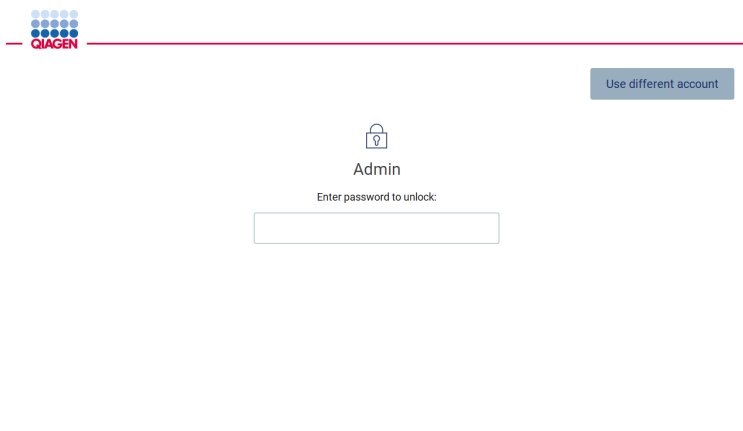 QIAGEN
Use different account
Admin
Enter password to unlock: